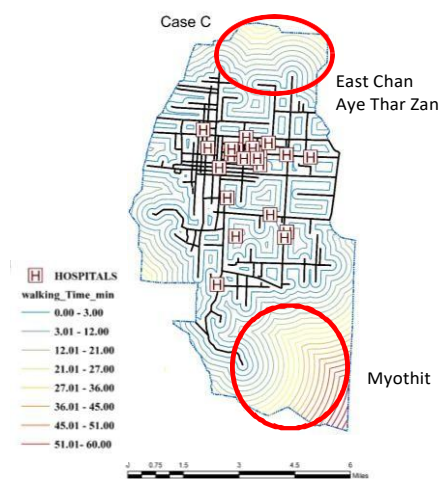 Case C
East Chan
Aye Thar Zan
H HOSPITALS
walking_Time_min
0.00 - 3.00
3.01 - 12.00
12.01 - 21.00
21.01 - 27.00
27.01 - 36.00
36.01 - 45.00
45.01 - 51.00
51.01- 60.00
Myothit
0.75 1.5 3 4.5 6
Miles